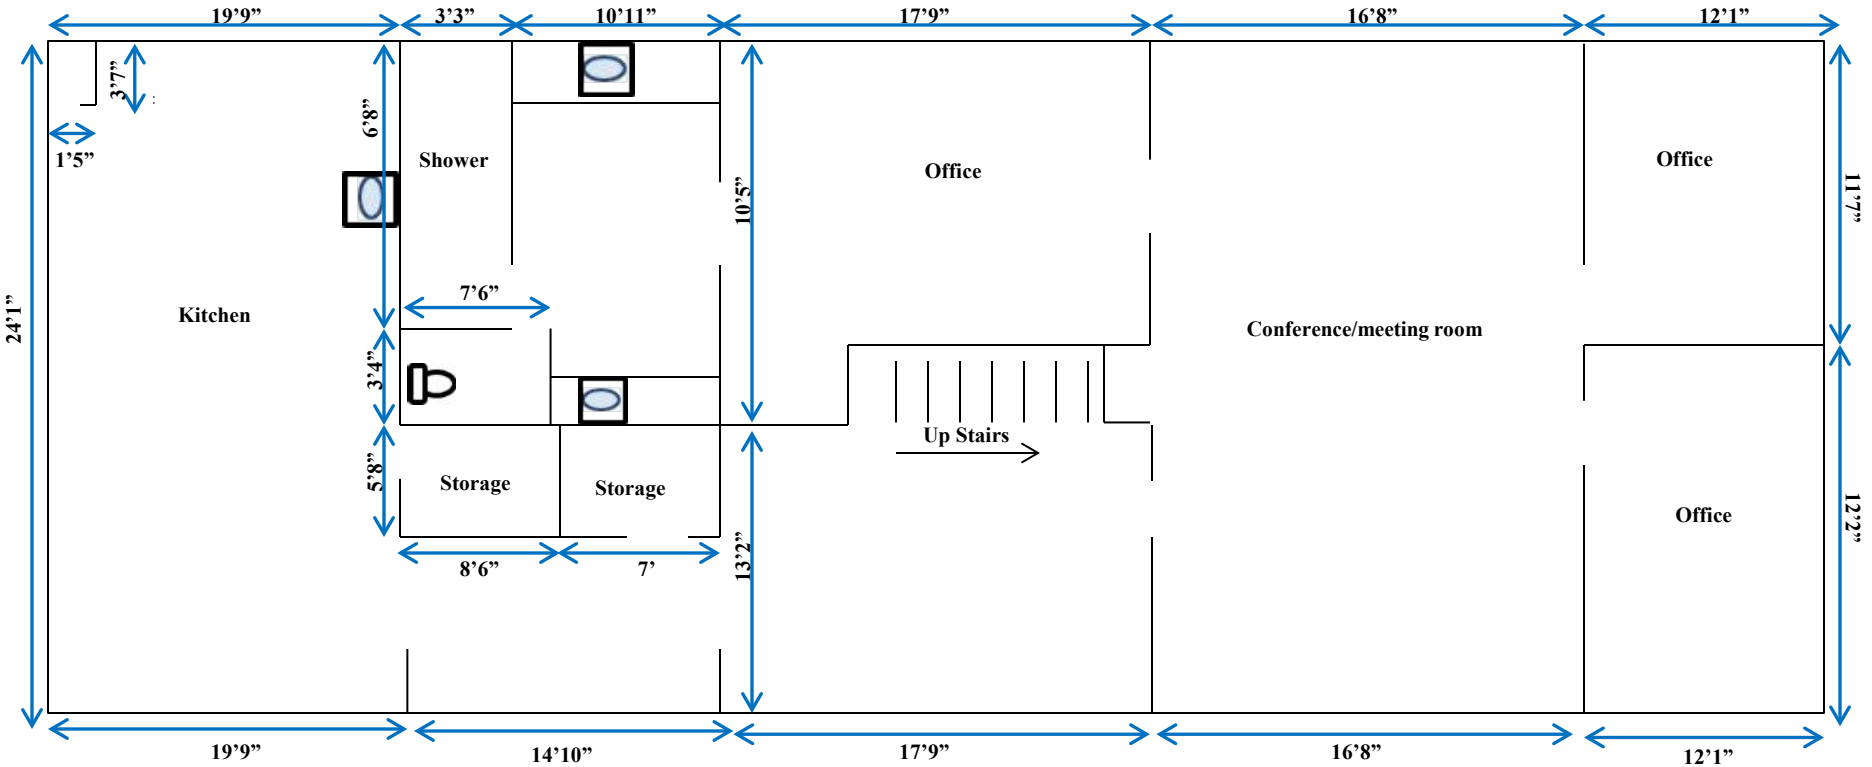 19’9”
3’3”
10’11”
17’9”
16’8”
12’1”
3’7”
:
6’8”
1’5”
Shower
Office
Office
10’5”
11’7”
24’1”
7’6”
Kitchen
Conference/meeting room
3’4”
Up Stairs
5’8”
Storage
Storage
Office
12’2”
8’6”
7’
13’2”
19’9”
14’10”
17’9”
16’8”
12’1”